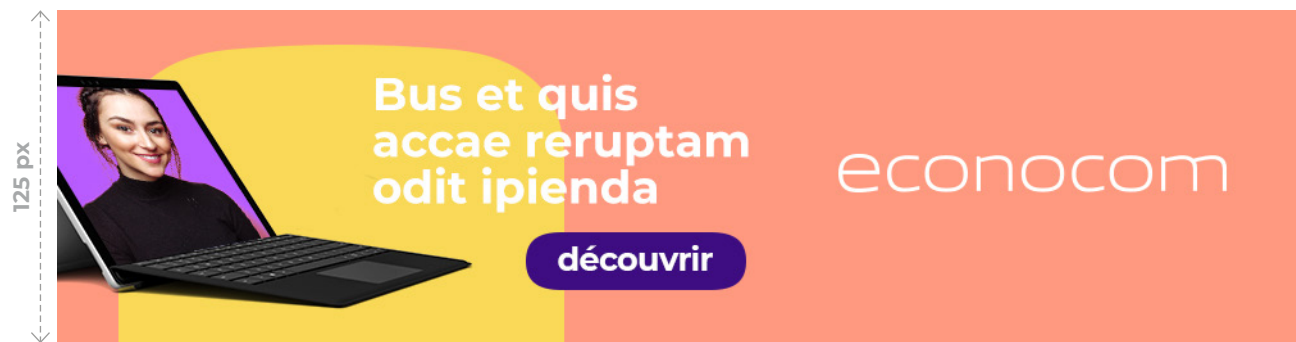 125 px
Bus et quis
accae reruptam
odit ipienda
découvrir
econocom